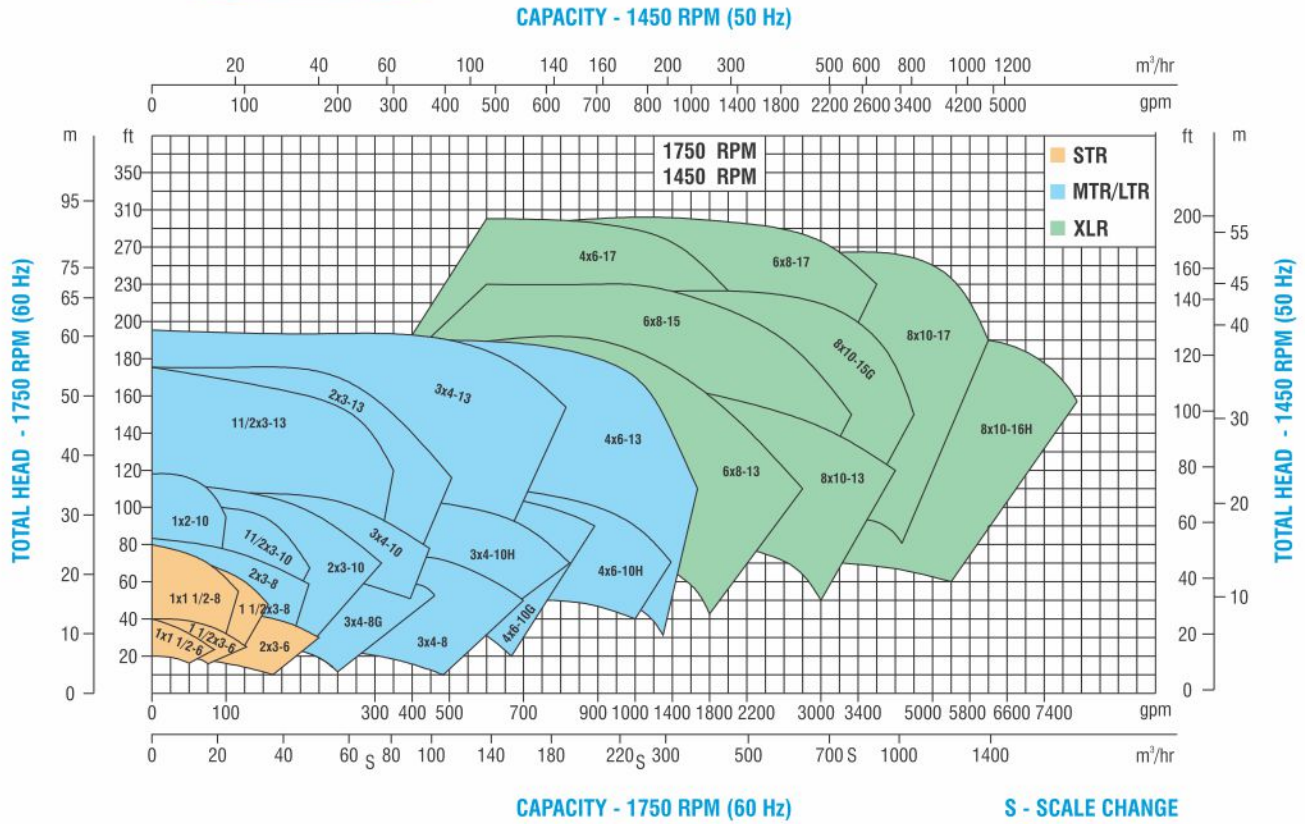 CAPACITY - 1450 RPM (50 Hz)
20 40 60 80 100 140 160 200 300 500 600 800 1000 1200 m³/hr
0 100 200 300 400 500 600 700 800 1000 1400 1800 2200 2600 3400 4200 5000 gpm
m ft ft m
1750 RPM
1450 RPM
STR
MTR/LTR
XLR
TOTAL HEAD - 1750 RPM (60 Hz)
95
75
65
60
50
40
30
20
10
0
350
310
270
230
200
180
160
140
120
100
80
60
40
20
4x6-17
6x8-17
6x8-15
8x10-15G
8x10-17
8x10-16H
3x4-13
2x3-13
11/2x3-13
4x6-13
6x8-13
8x10-13
1x2-10
11/2x3-10
3x4-10
2x3-10
3x4-10H
4x6-10H
2x3-8
1x1 1/2-8
1 1/2x3-8
3x4-8G
3x4-8
4x6-10G
1x1 1/2-6
1 1/2x3-6
2x3-6
200
160
140
120
100
80
60
40
20
0
55
45
40
30
20
10
TOTAL HEAD - 1450 RPM (50 Hz)
0 100 300 400 500 700 900 1000 1400 1800 2200 3000 3400 5000 5800 6600 7400 gpm
0 20 40 60 S 80 100 140 180 220 S 300 500 700 S 1000 1400 m³/hr
CAPACITY - 1750 RPM (60 Hz)
S - SCALE CHANGE